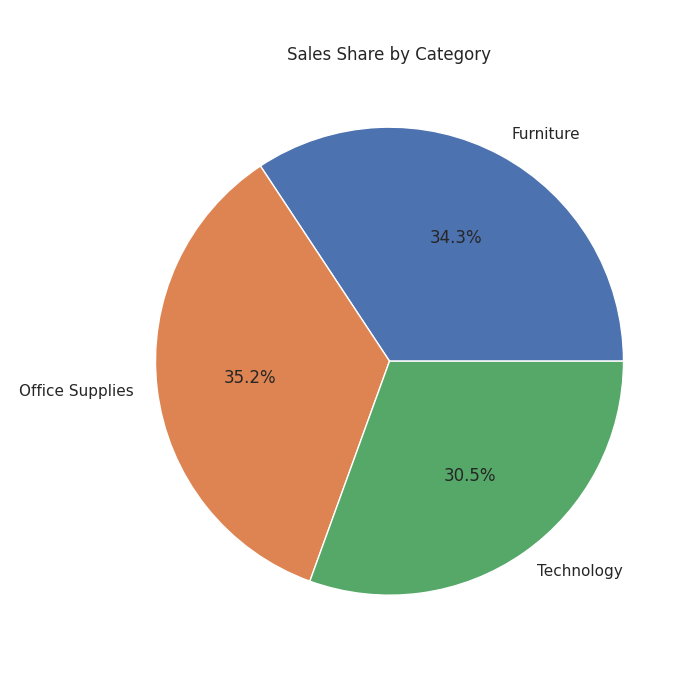 Sales Share by Category
Furniture
34.3%
35.2%
Office Supplies
30.5%
Technology